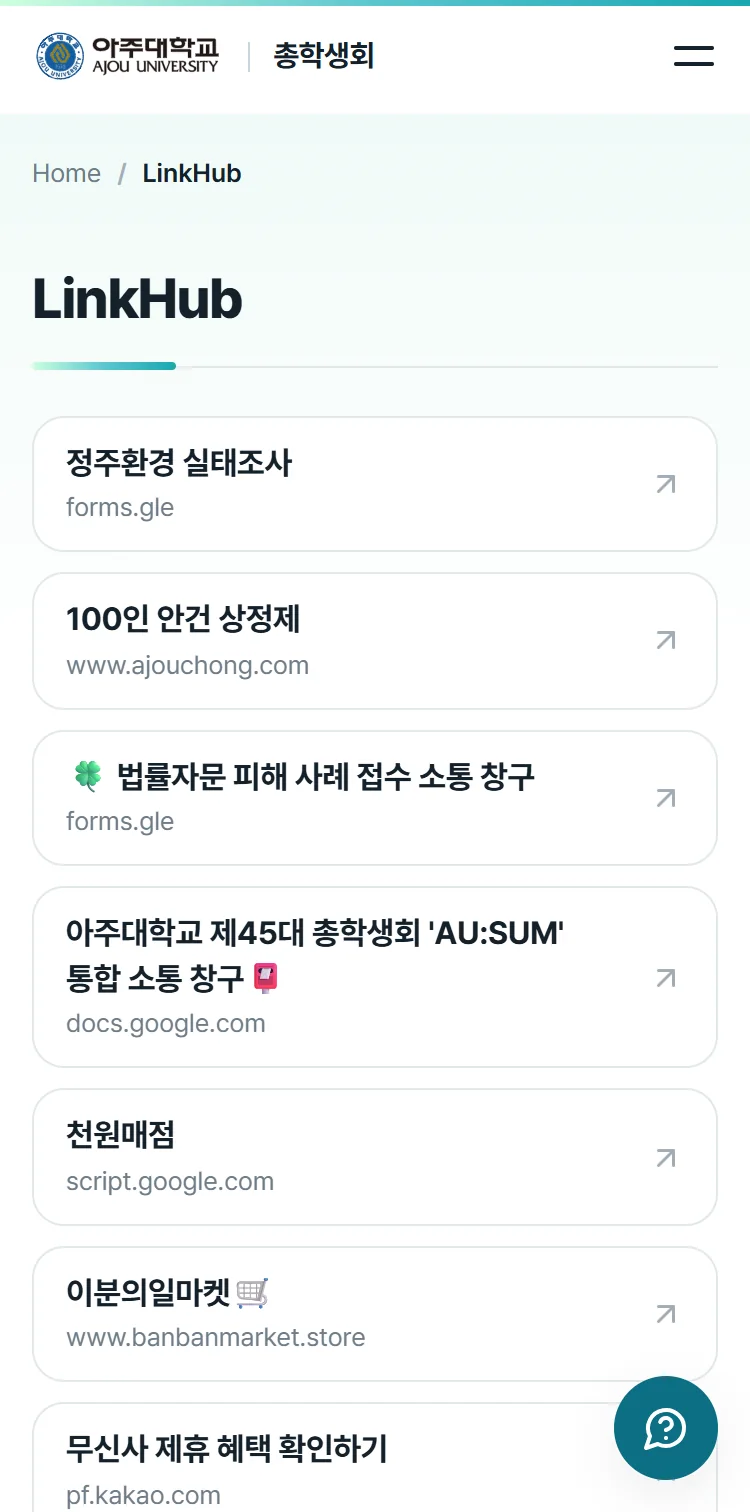 아주대학교
AJOU UNIVERSITY
총학생회
Home / LinkHub
LinkHub
정주환경 실태조사
forms.gle
100인 안건 상정제
www.ajouchong.com
🍀 법률자문 피해 사례 접수 소통 창구
forms.gle
아주대학교 제45대 총학생회 'AU:SUM'
통합 소통 창구📮
docs.google.com
천원매점
script.google.com
이분의일마켓🛒
www.banbanmarket.store
무신사 제휴 혜택 확인하기
pf.kakao.com